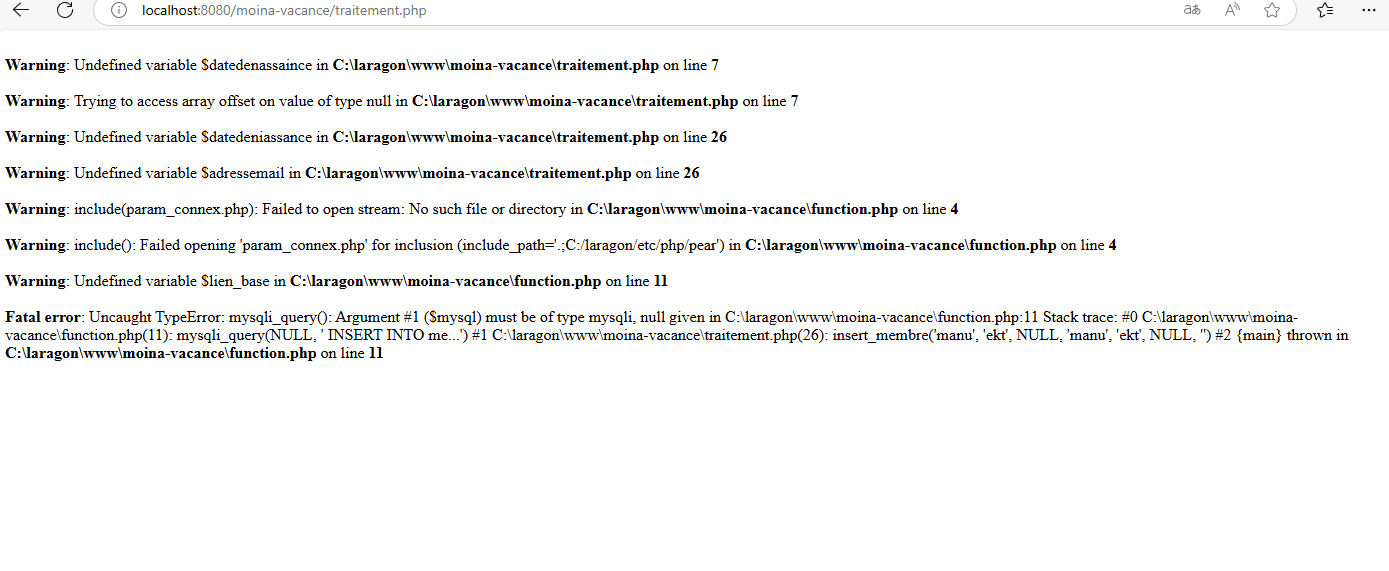 localhost:8080/moina-vacance/traitement.php
Warning: Undefined variable $datedenassaince in C:\laragon\www\moina-vacance\traitement.php on line 7
Warning: Trying to access array offset on value of type null in C:\laragon\www\moina-vacance\traitement.php on line 7
Warning: Undefined variable $datedeniassance in C:\laragon\www\moina-vacance\traitement.php on line 26
Warning: Undefined variable $adressemail in C:\laragon\www\moina-vacance\traitement.php on line 26
Warning: include(param_connex.php): Failed to open stream: No such file or directory in C:\laragon\www\moina-vacance\function.php on line 4
Warning: include(): Failed opening 'param_connex.php' for inclusion (include_path='.;C:/laragon/etc/php/pear') in C:\laragon\www\moina-vacance\function.php on line 4
Warning: Undefined variable $lien_base in C:\laragon\www\moina-vacance\function.php on line 11
Fatal error: Uncaught TypeError: mysqli_query(): Argument #1 ($mysql) must be of type mysqli, null given in C:\laragon\www\moina-vacance\function.php:11 Stack trace: #0 C:\laragon\www\moina-
vacance\function.php(11): mysqli_query(NULL, ' INSERT INTO me...') #1 C:\laragon\www\moina-vacance\traitement.php(26): insert_membre('manu', 'ekt', NULL, 'manu', 'ekt', NULL, '') #2 {main} thrown in
C:\laragon\www\moina-vacance\function.php on line 11